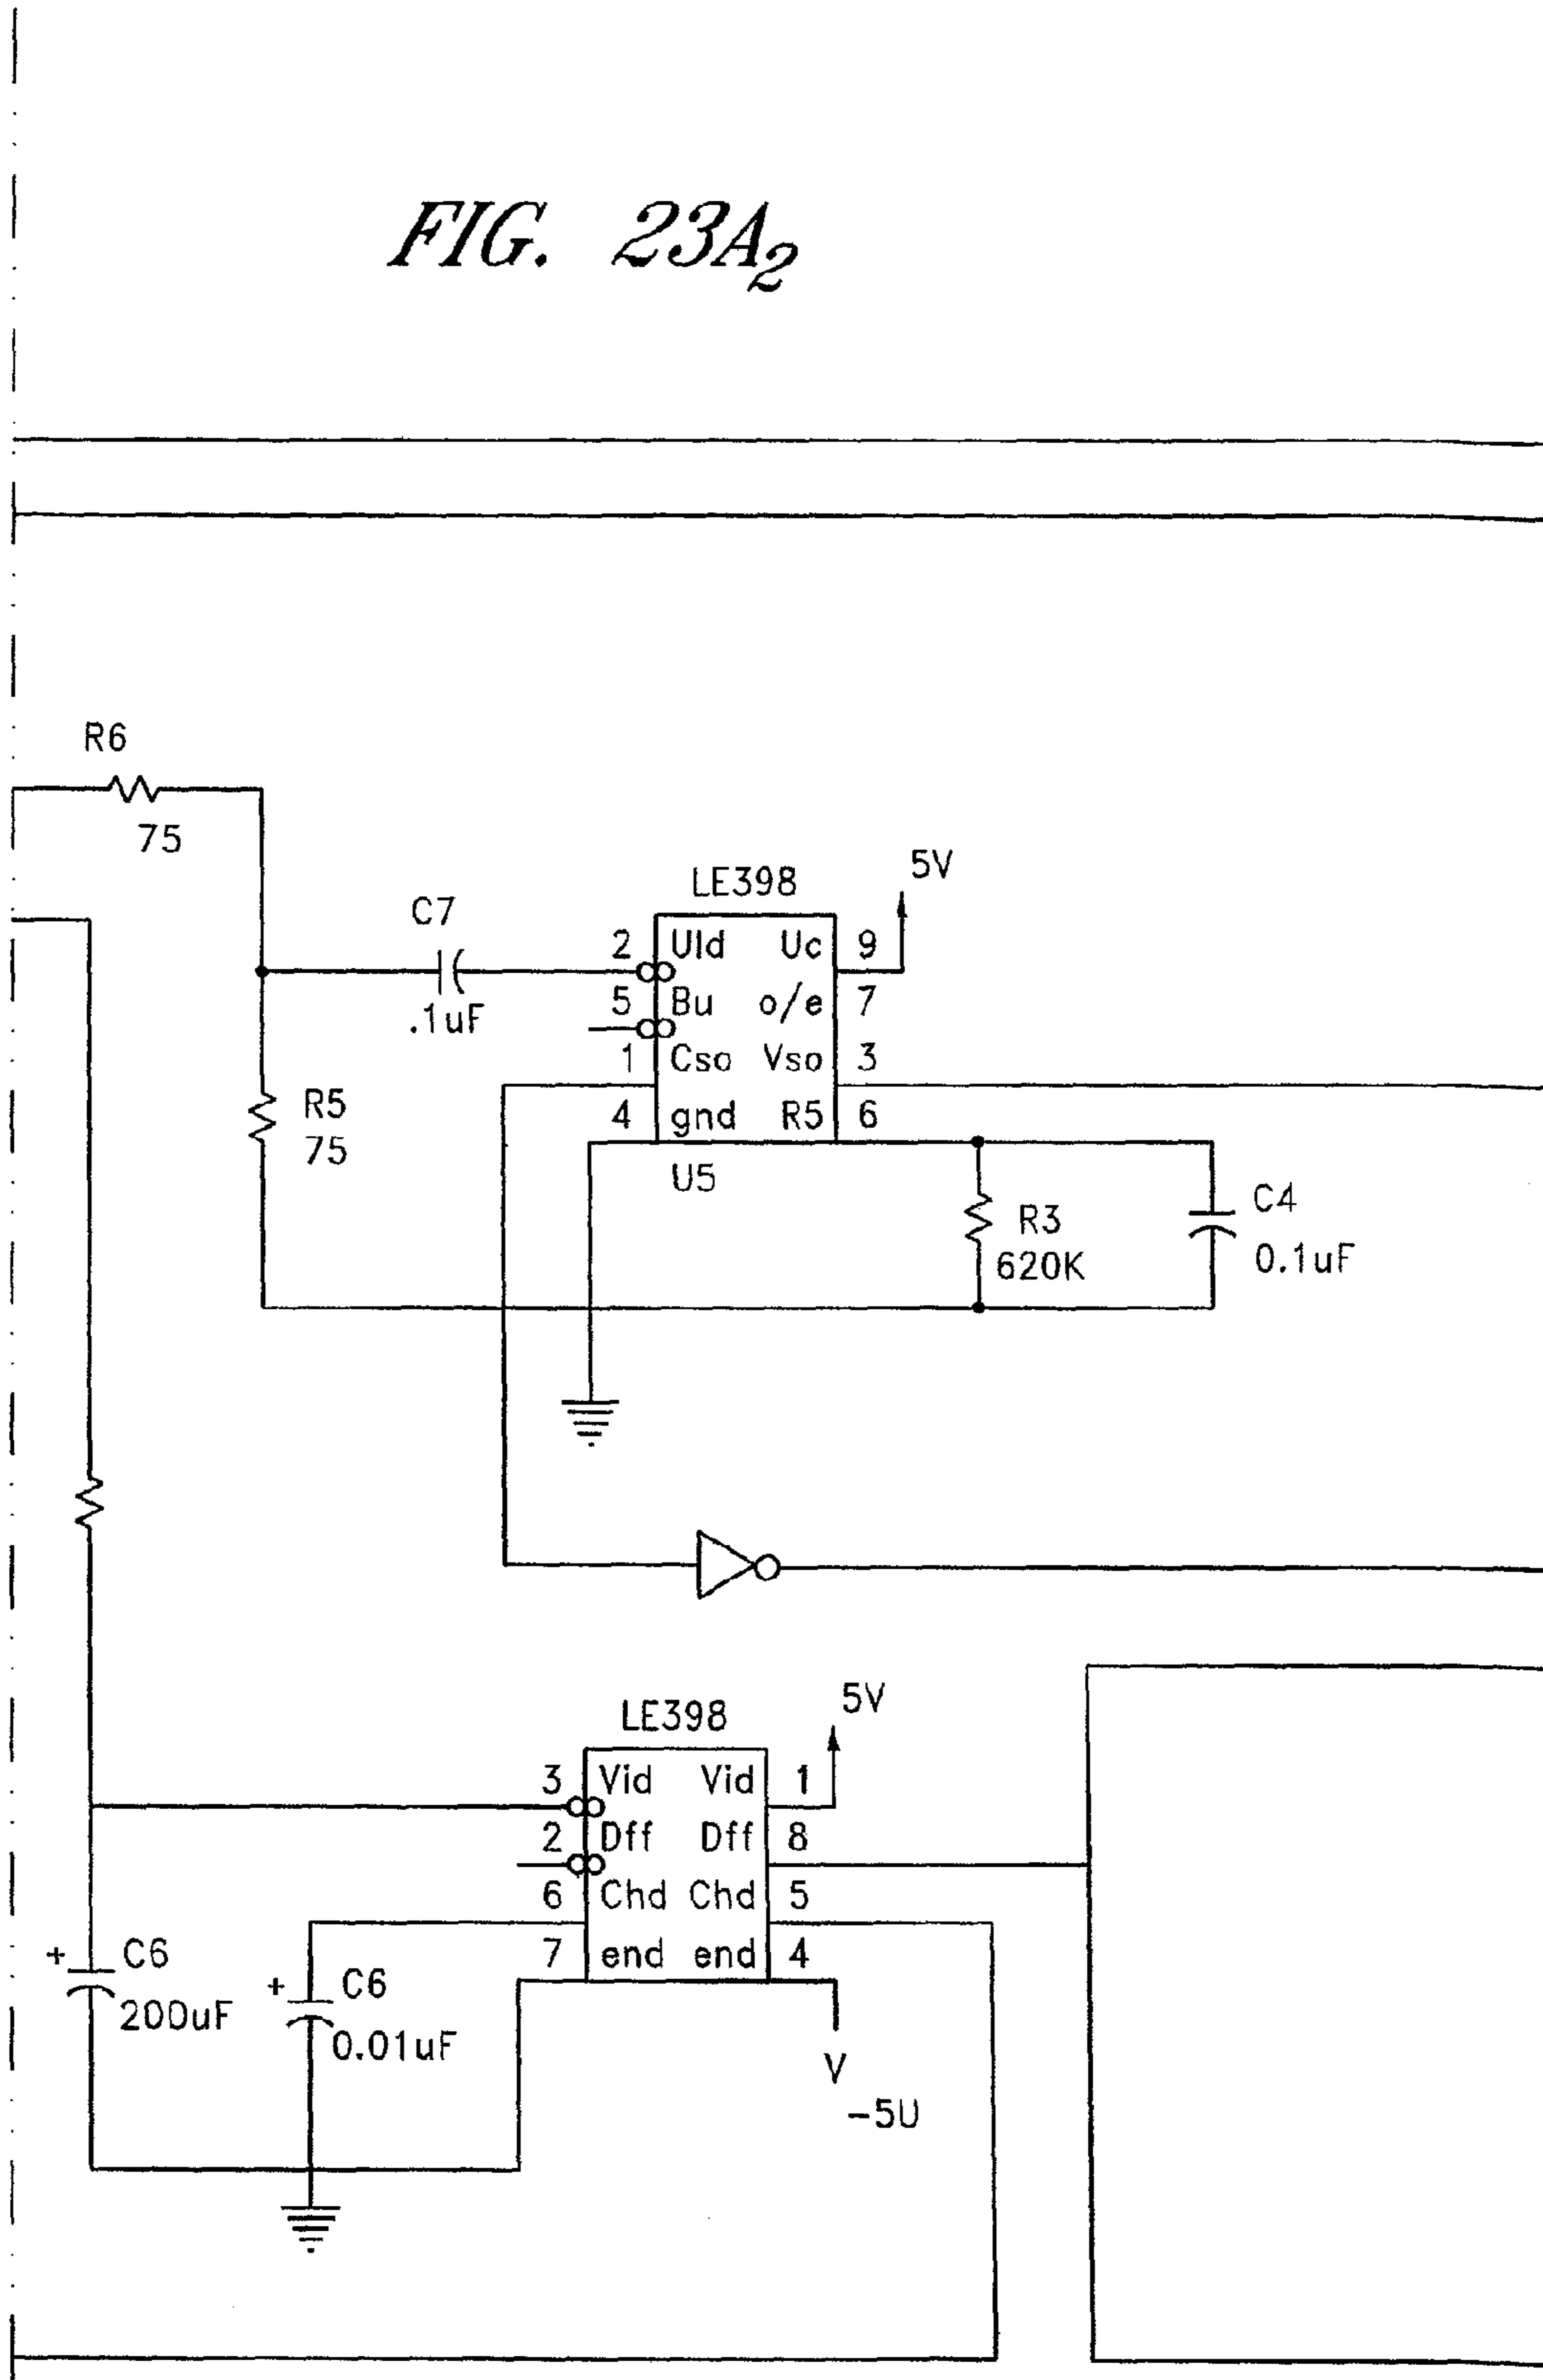 FIG. 23A2
R6
75
C7
.1uF
R5
75
LE398
5V
2 UId Uc 9
5 Bu o/e 7
1 Cso Vso 3
4 gnd R5 6
U5
R3
620K
C4
0.1uF
LE398
5V
3 Vid Vid 1
2 Dff Dff 8
6 Chd Chd 5
7 end end 4
+ C6
200uF
+ C6
0.01uF
V
-5U